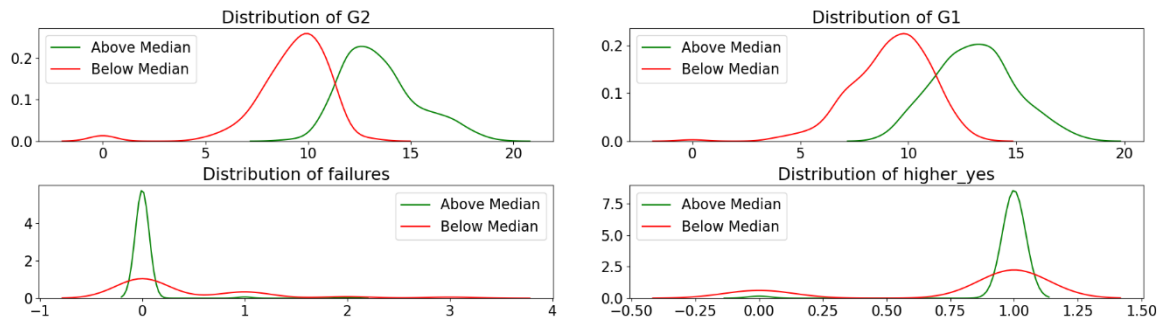 Distribution of G2
0.2
0.1
0.0
Above Median
Below Median
0 5 10 15 20
Distribution of G1
0.2
0.1
0.0
Above Median
Below Median
0 5 10 15 20
Distribution of failures
4
2
0
Above Median
Below Median
−1 0 1 2 3 4
Distribution of higher_yes
7.5
5.0
2.5
0.0
Above Median
Below Median
−0.50 −0.25 0.00 0.25 0.50 0.75 1.00 1.25 1.50